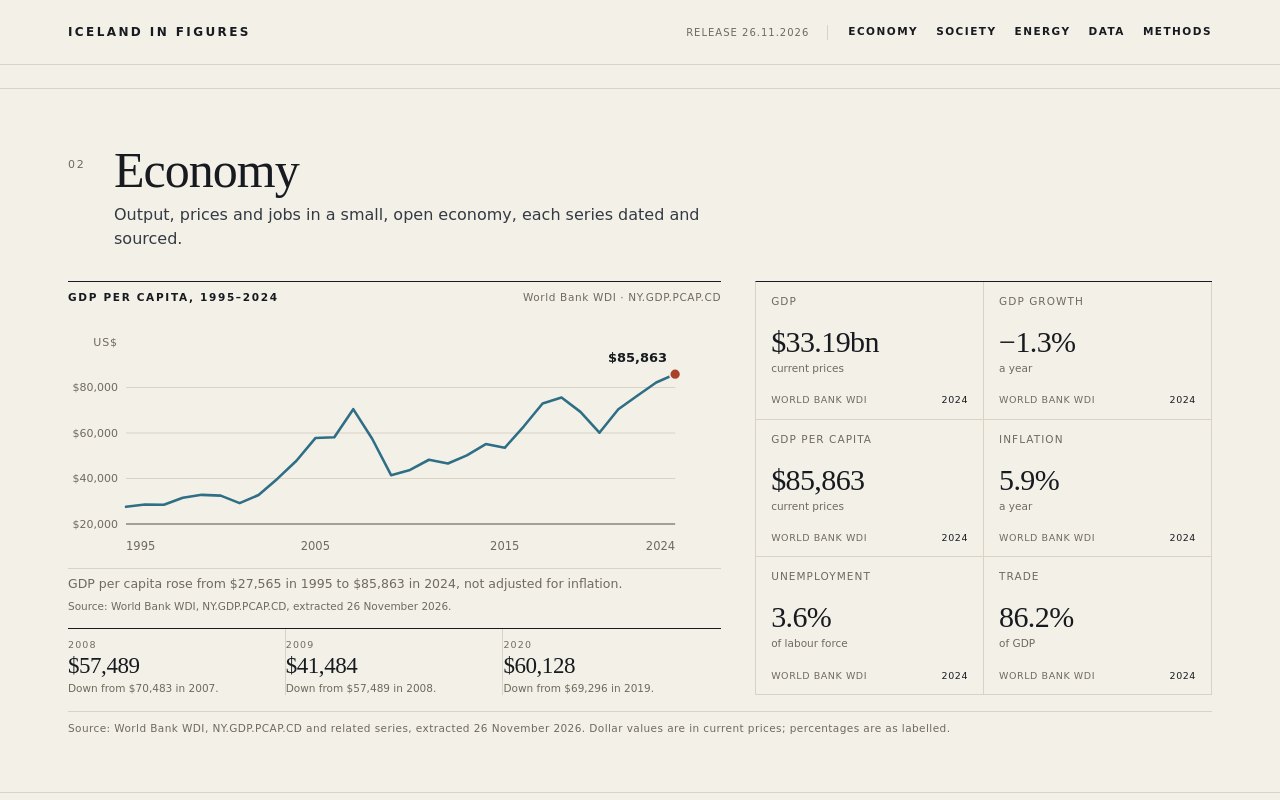 ICELAND IN FIGURES
RELEASE 26.11.2026
ECONOMY SOCIETY ENERGY DATA METHODS
02
Economy
Output, prices and jobs in a small, open economy, each series dated and
sourced.
GDP PER CAPITA, 1995–2024
World Bank WDI · NY.GDP.PCAP.CD
US$
$85,863
$80,000
$60,000
$40,000
$20,000
1995 2005 2015 2024
GDP per capita rose from $27,565 in 1995 to $85,863 in 2024, not adjusted for inflation.
Source: World Bank WDI, NY.GDP.PCAP.CD, extracted 26 November 2026.
2008
$57,489
Down from $70,483 in 2007.
2009
$41,484
Down from $57,489 in 2008.
2020
$60,128
Down from $69,296 in 2019.
GDP
$33.19bn
current prices
WORLD BANK WDI 2024
GDP GROWTH
−1.3%
a year
WORLD BANK WDI 2024
GDP PER CAPITA
$85,863
current prices
WORLD BANK WDI 2024
INFLATION
5.9%
a year
WORLD BANK WDI 2024
UNEMPLOYMENT
3.6%
of labour force
WORLD BANK WDI 2024
TRADE
86.2%
of GDP
WORLD BANK WDI 2024
Source: World Bank WDI, NY.GDP.PCAP.CD and related series, extracted 26 November 2026. Dollar values are in current prices; percentages are as labelled.